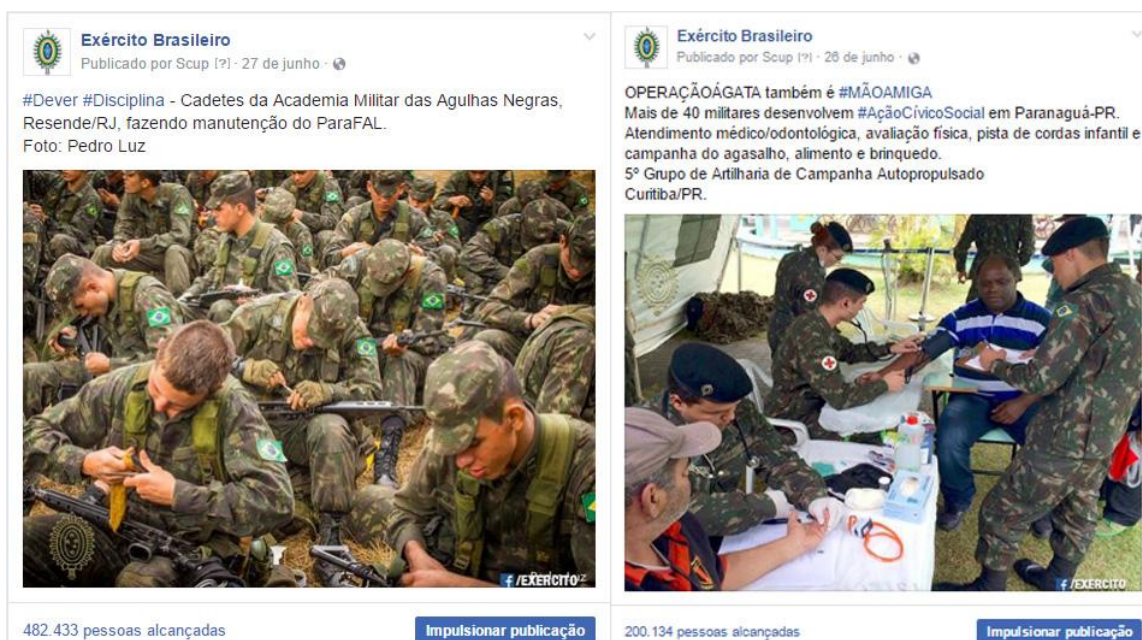 Exército Brasileiro
Publicado por Scup [?] · 27 de junho ·
#Dever #Disciplina - Cadetes da Academia Militar das Agulhas Negras,
Resende/RJ, fazendo manutenção do ParaFAL.
Foto: Pedro Luz
f /EXERCITO
482.433 pessoas alcançadas
Impulsionar publicação
Exército Brasileiro
Publicado por Scup [?] · 26 de junho ·
OPERAÇÃOÁGATA também é #MÃOAMIGA
Mais de 40 militares desenvolvem #AçãoCívicoSocial em Paranaguá-PR.
Atendimento médico/odontológica, avaliação física, pista de cordas infantil e
campanha do agasalho, alimento e brinquedo.
5º Grupo de Artilharia de Campanha Autopropulsado
Curitiba/PR.
f /EXERCITO
200.134 pessoas alcançadas
Impulsionar publicação